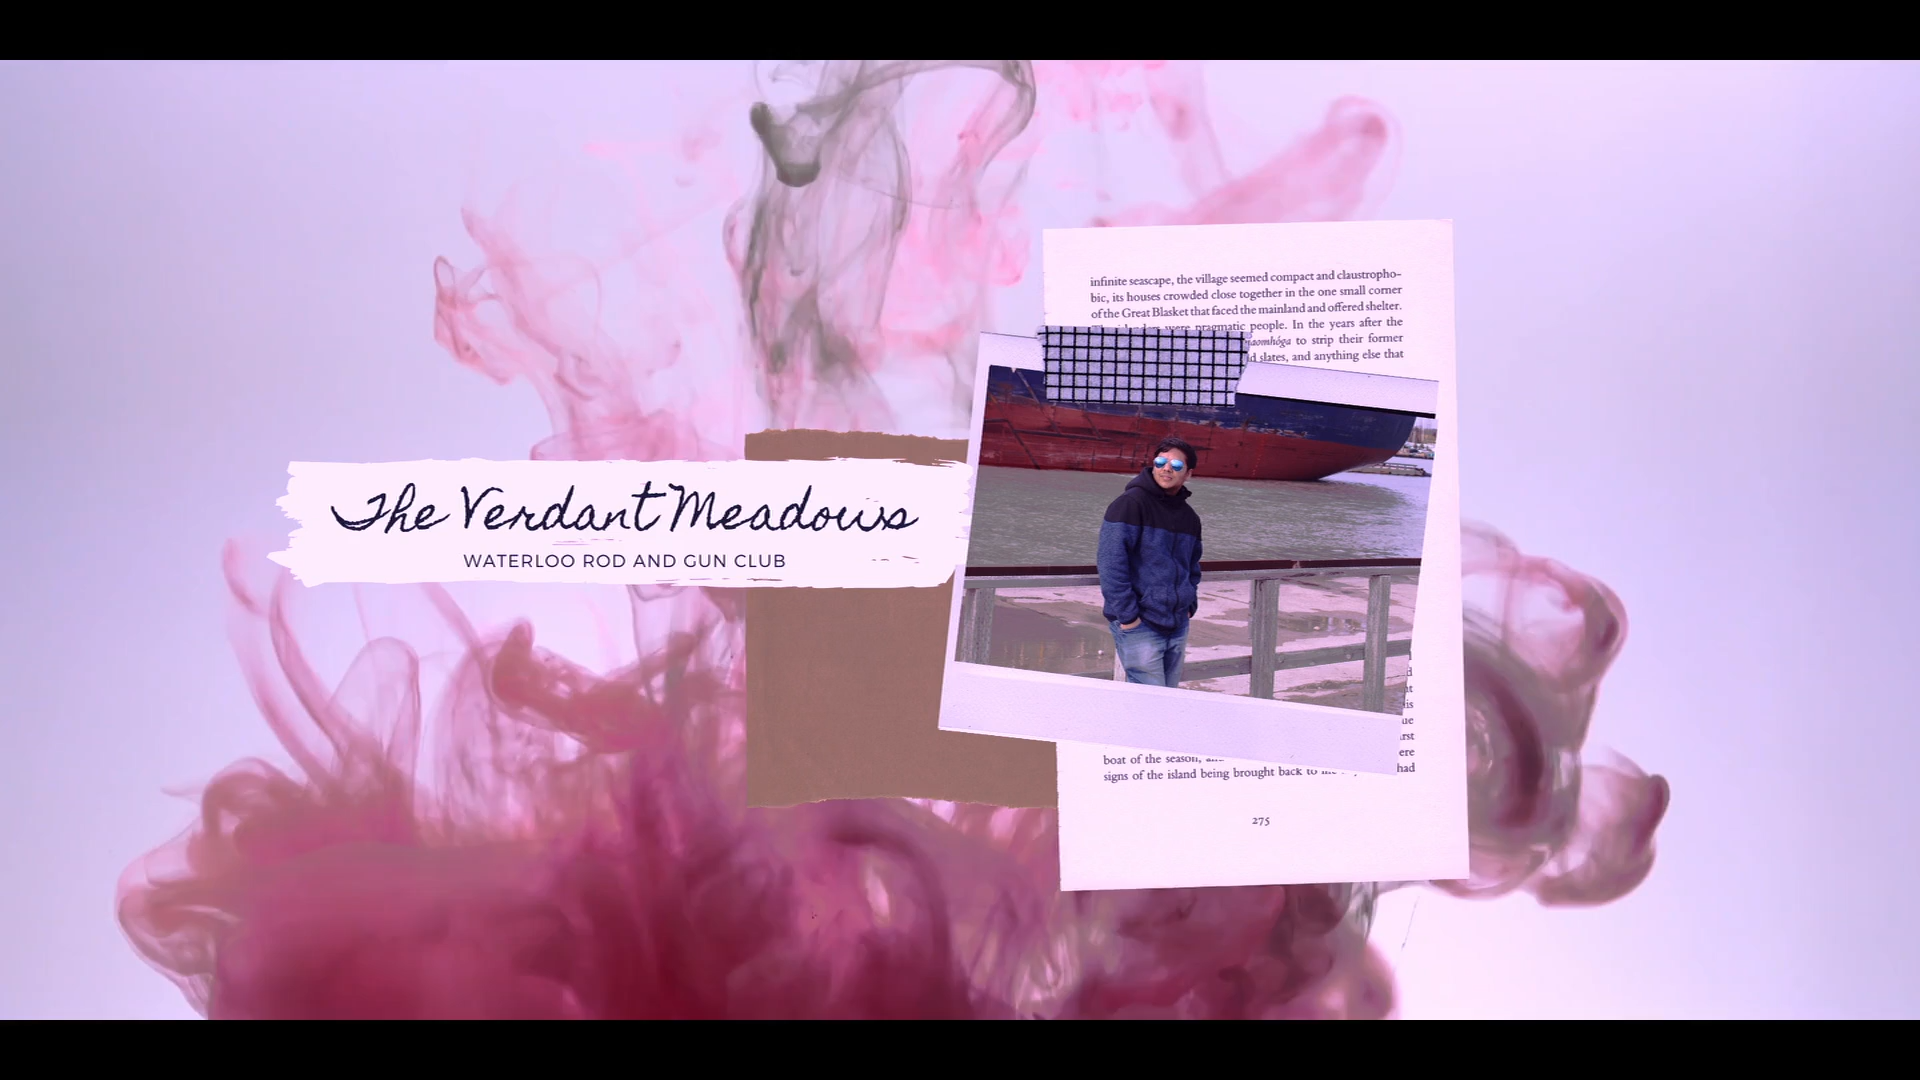 The Verdant Meadows
WATERLOO ROD AND GUN CLUB
infinite seascape, the village seemed compact and claustropho-
bic, its houses crowded close together in the one small corner
of the Great Blasket that faced the mainland and offered shelter.
were pragmatic people. In the years after the
to strip their former
slates, and anything else that
boat of the season,
signs of the island being brought back to
had
275